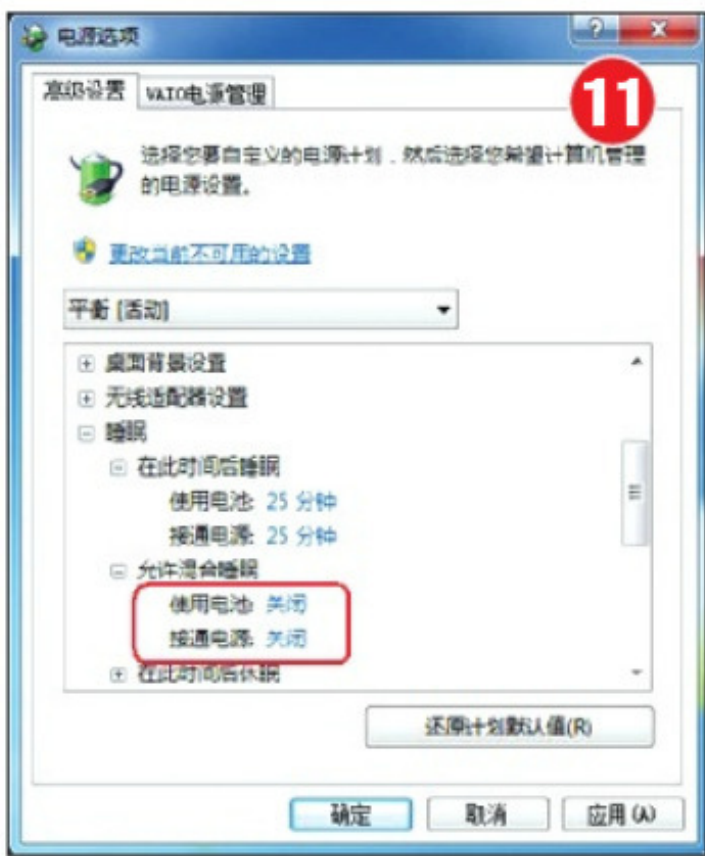 电源选项
高级设置 VAIO电源管理
11
选择您要自定义的电源计划，然后选择您希望计算机管理
的电源设置。
更改当前不可用的设置
平衡 [活动]
桌面背景设置
无线适配器设置
睡眠
在此时间后睡眠
使用电池: 25 分钟
接通电源: 25 分钟
允许混合睡眠
使用电池: 关闭
接通电源: 关闭
在此时间后休眠
还原计划默认值(R)
确定 取消 应用(A)